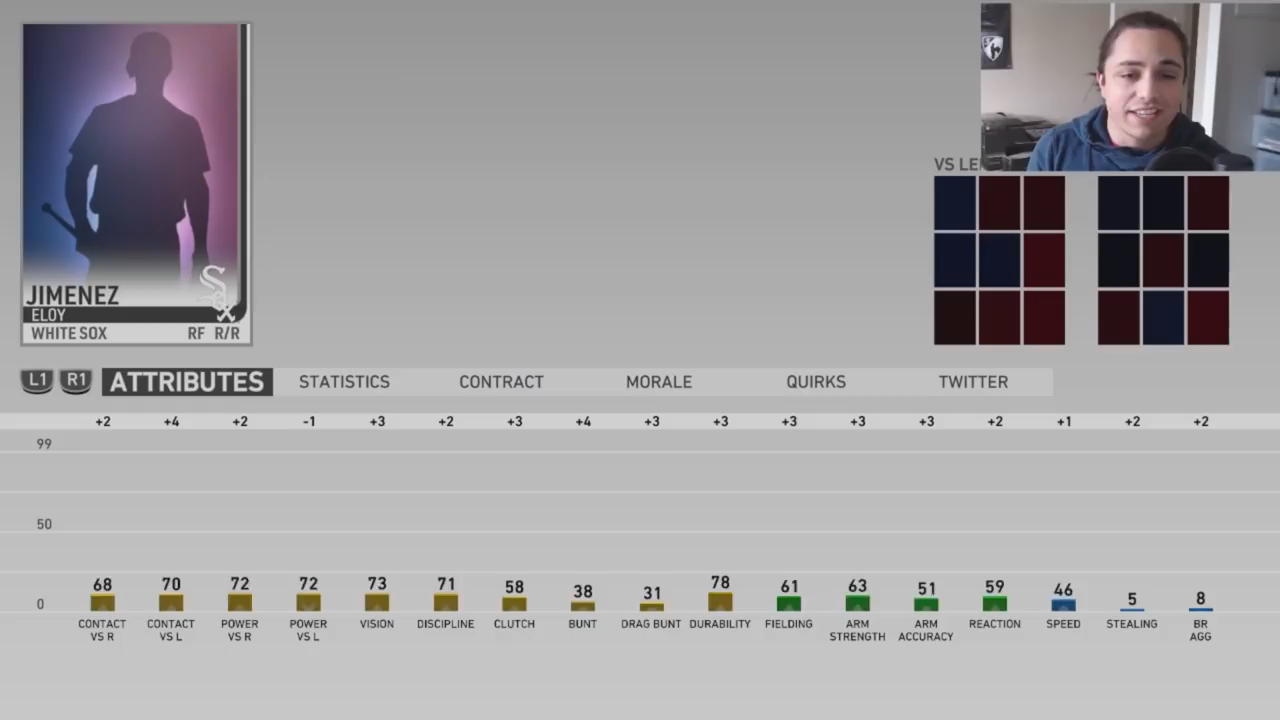 JIMENEZ
ELOY
WHITE SOX RF R/R
VS
L1 R1 ATTRIBUTES STATISTICS CONTRACT MORALE QUIRKS TWITTER
+2 +4 +2 -1 +3 +2 +3 +4 +3 +3 +3 +3 +3 +2 +1 +2 +2
99
50
0
68 70 72 72 73 71 58 38 31 78 61 63 51 59 46 5 8
CONTACT VS R CONTACT VS L POWER VS R POWER VS L VISION DISCIPLINE CLUTCH BUNT DRAG BUNT DURABILITY FIELDING ARM STRENGTH ARM ACCURACY REACTION SPEED STEALING BR AGG